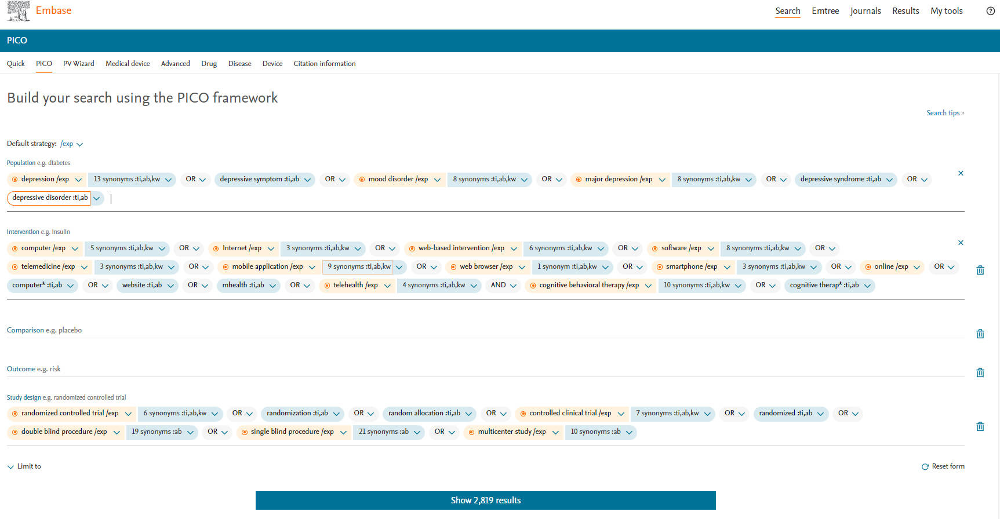 Embase
Search Emtree Journals Results My tools
PICO
Quick PICO PV Wizard Medical device Advanced Drug Disease Device Citation information
Build your search using the PICO framework
Search tips
Default strategy: /exp
Population e.g. diabetes
depression /exp 13 synonyms :ti,ab,kw OR depressive symptom :ti,ab OR mood disorder /exp 8 synonyms :ti,ab,kw OR major depression /exp 8 synonyms :ti,ab,kw OR depressive syndrome :ti,ab OR
depressive disorder :ti,ab
Intervention e.g. insulin
computer /exp 5 synonyms :ti,ab,kw OR Internet /exp 3 synonyms :ti,ab,kw OR web-based intervention /exp 6 synonyms :ti,ab,kw OR software /exp 8 synonyms :ti,ab,kw OR
telemedicine /exp 3 synonyms :ti,ab,kw OR mobile application /exp 9 synonyms :ti,ab,kw OR web browser /exp 1 synonym :ti,ab,kw OR smartphone /exp 3 synonyms :ti,ab,kw OR online /exp OR
computer* :ti,ab OR website :ti,ab OR mhealth :ti,ab OR telehealth /exp 4 synonyms :ti,ab,kw AND cognitive behavioral therapy /exp 10 synonyms :ti,ab,kw OR cognitive therap* :ti,ab
Comparison e.g. placebo
Outcome e.g. risk
Study design e.g. randomized controlled trial
randomized controlled trial /exp 6 synonyms :ti,ab,kw OR randomization :ti,ab OR random allocation :ti,ab OR controlled clinical trial /exp 7 synonyms :ti,ab,kw OR randomized :ti,ab OR
double blind procedure /exp 19 synonyms :ab OR single blind procedure /exp 21 synonyms :ab OR multicenter study /exp 10 synonyms :ab
Limit to
Reset form
Show 2,819 results